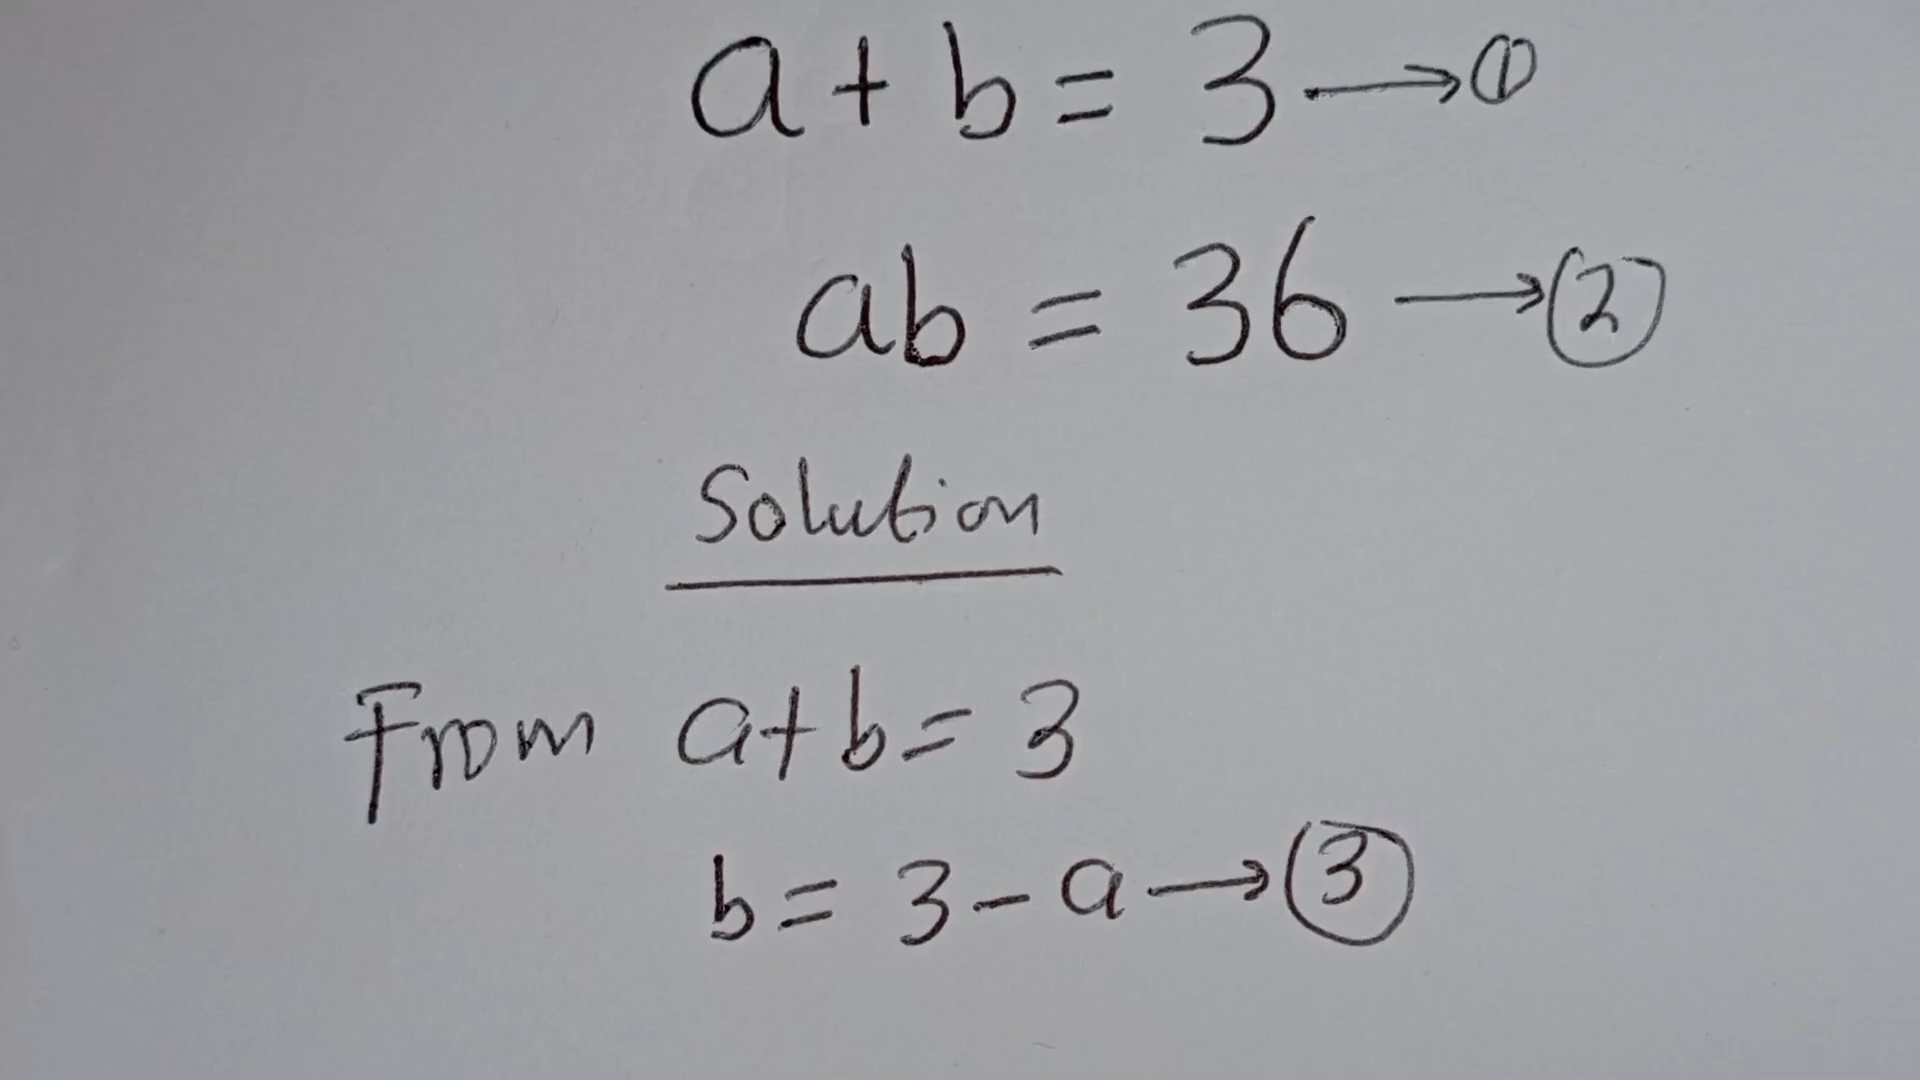 a + b = 3 → ①
ab = 36 → ②
Solution
From a + b = 3
b = 3 - a → ③